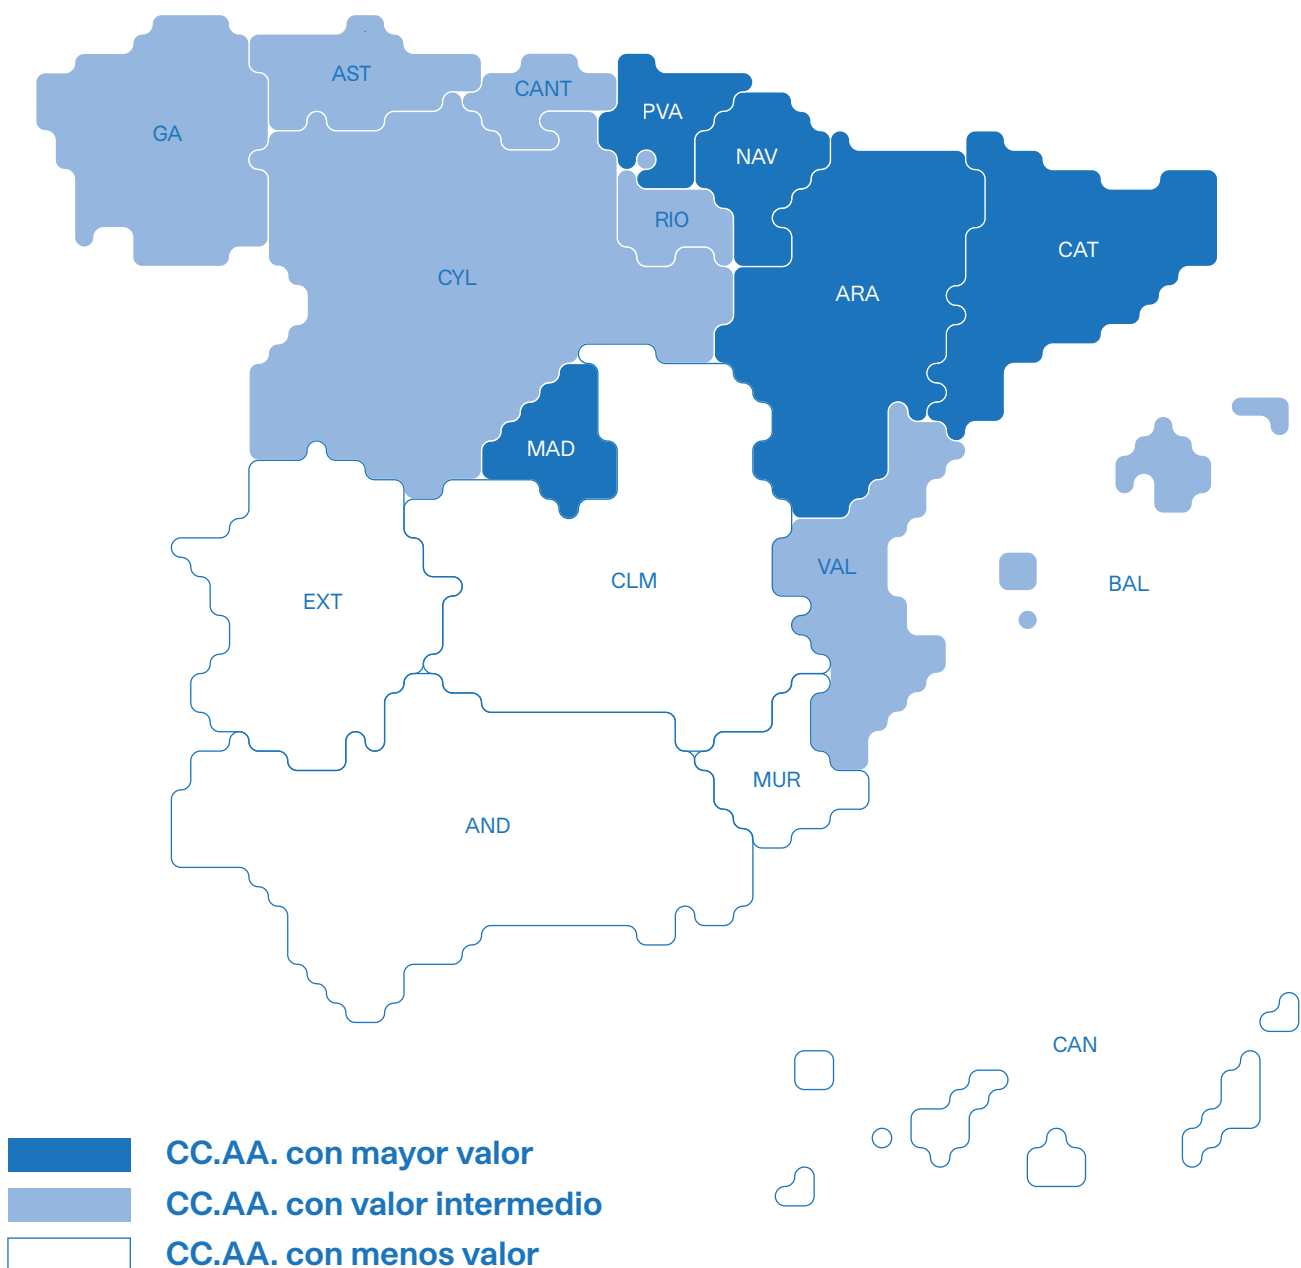 AST
CANT
PVA
GA
NAV
RIO
CAT
CYL
ARA
MAD
VAL
CLM
BAL
EXT
MUR
AND
CAN
CC.AA. con mayor valor
CC.AA. con valor intermedio
CC.AA. con menos valor